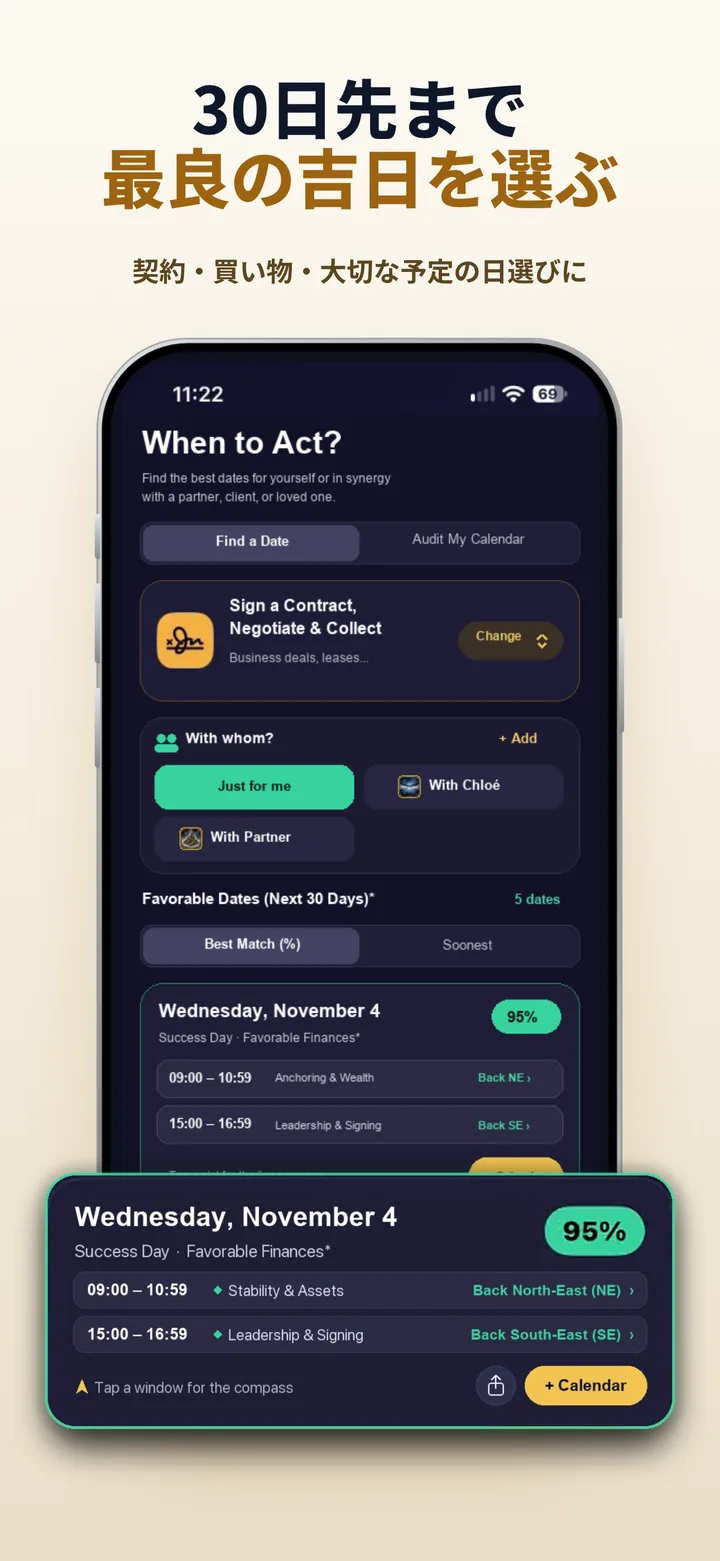 30日先まで
最良の吉日を選ぶ
契約・買い物・大切な予定の日選びに
11:22
69
When to Act?
Find the best dates for yourself or in synergy
with a partner, client, or loved one.
Find a Date
Audit My Calendar
Sign a Contract,
Negotiate & Collect
Business deals, leases...
Change
With whom?
+ Add
Just for me
With Chloé
With Partner
Favorable Dates (Next 30 Days)*
5 dates
Best Match (%)
Soonest
Wednesday, November 4
95%
Success Day · Favorable Finances*
09:00 – 10:59 Anchoring & Wealth Back NE ›
15:00 – 16:59 Leadership & Signing Back SE ›
Wednesday, November 4
95%
Success Day · Favorable Finances*
09:00 – 10:59 ◆ Stability & Assets Back North-East (NE) ›
15:00 – 16:59 ◆ Leadership & Signing Back South-East (SE) ›
Tap a window for the compass
+ Calendar